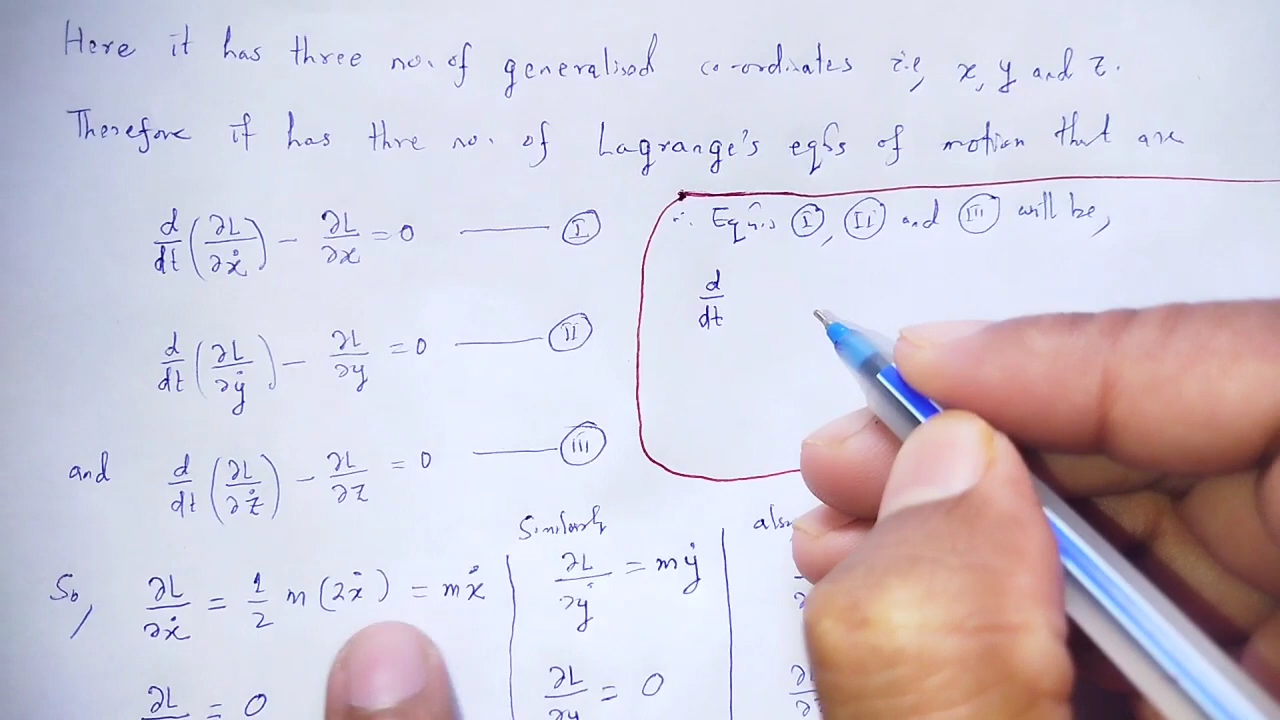 Here it has three no. of generalised co-ordinates i.e, x, y and z.
Therefore it has thre no. of Lagrange's eqns of motion that are
d/dt (∂L/∂ẋ) − ∂L/∂x = 0 —— (I)
d/dt (∂L/∂ẏ) − ∂L/∂y = 0 —— (II)
and d/dt (∂L/∂ż) − ∂L/∂z = 0 —— (III)
∴ Eqn.s (I), (II) and (III) will be,
d/dt
So, ∂L/∂ẋ = 1/2 m (2ẋ) = mẋ
∂L = 0
Similarly
∂L/∂ẏ = mẏ
∂L/∂y = 0